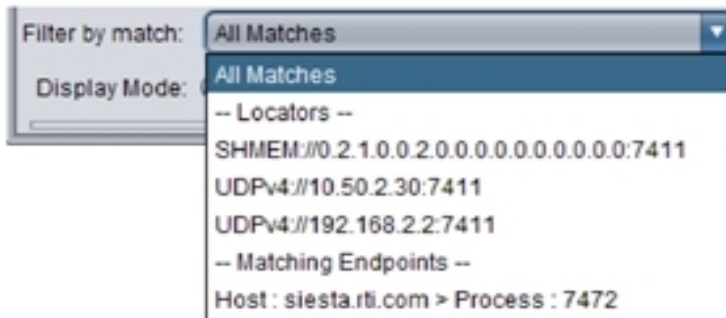 Filter by match: All Matches
Display Mode:
All Matches
-- Locators --
SHMEM://0.2.1.0.0.2.0.0.0.0.0.0.0.0.0.0:7411
UDPv4://10.50.2.30:7411
UDPv4://192.168.2.2:7411
-- Matching Endpoints --
Host : siesta.rti.com > Process : 7472